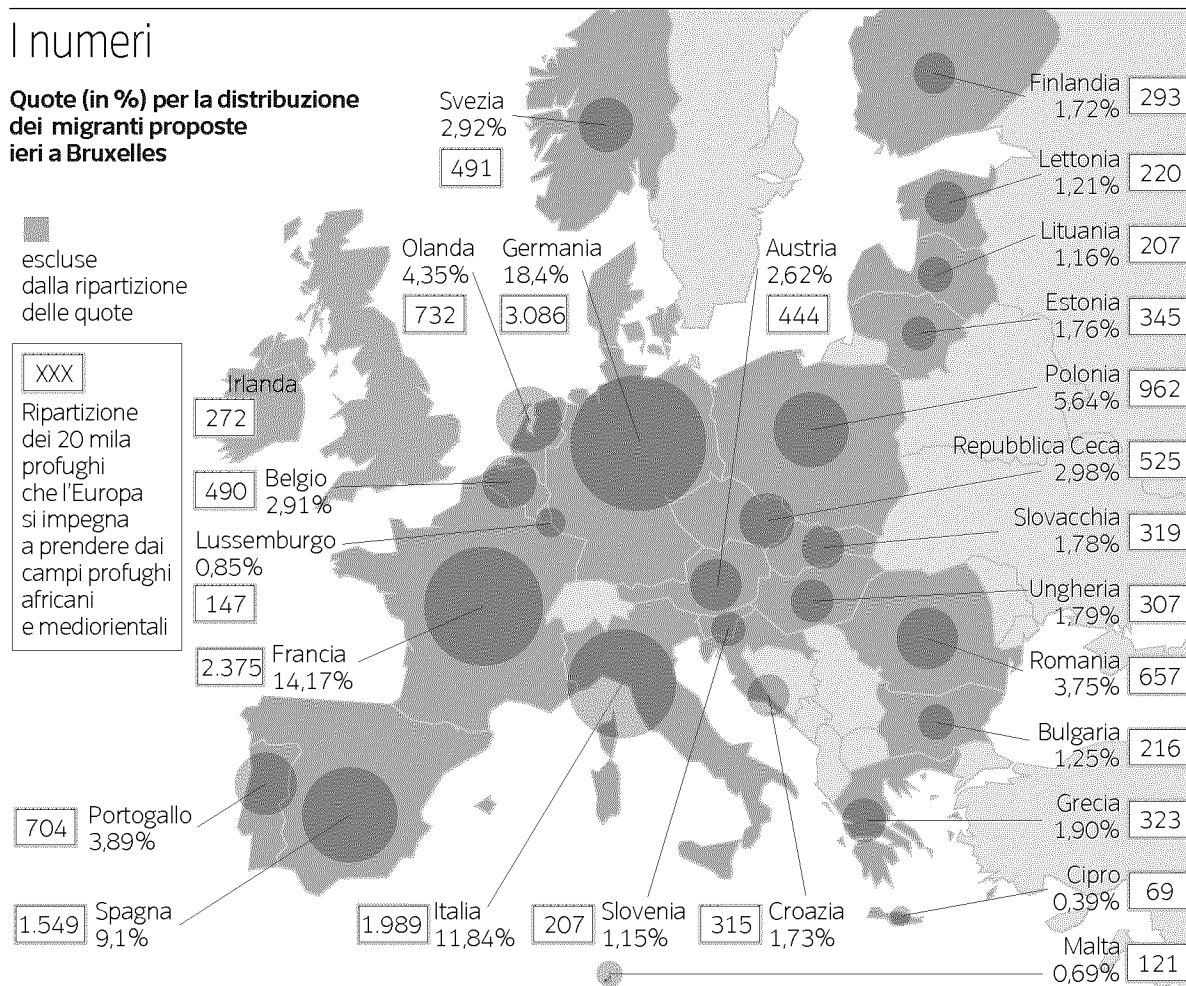 I numeri
Quote (in %) per la distribuzione
dei migranti proposte
ieri a Bruxelles
escluse
dalla ripartizione
delle quote
XXX
Ripartizione
dei 20 mila
profughi
che l'Europa
si impegna
a prendere dai
campi profughi
africani
e mediorientali
Svezia
2,92%
491
Olanda
4,35%
732
Germania
18,4%
3.086
Austria
2,62%
444
Irlanda
272
490
Belgio
2,91%
Lussemburgo
0,85%
147
2.375
Francia
14,17%
704
Portogallo
3,89%
1.549
Spagna
9,1%
1.989
Italia
11,84%
207
Slovenia
1,15%
315
Croazia
1,73%
Finlandia
1,72%
293
Lettonia
1,21%
220
Lituania
1,16%
207
Estonia
1,76%
345
Polonia
5,64%
962
Repubblica Ceca
2,98%
525
Slovacchia
1,78%
319
Ungheria
1,79%
307
Romania
3,75%
657
Bulgaria
1,25%
216
Grecia
1,90%
323
Cipro
0,39%
69
Malta
0,69%
121